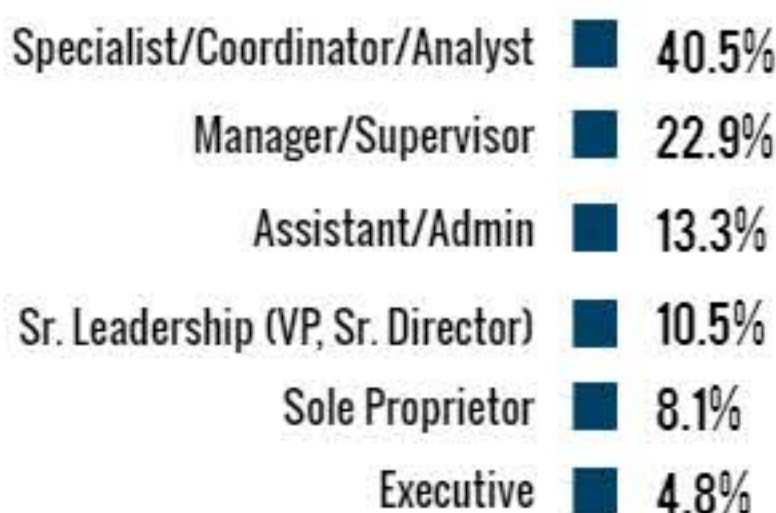 Specialist/Coordinator/Analyst 40.5%
Manager/Supervisor 22.9%
Assistant/Admin 13.3%
Sr. Leadership (VP, Sr. Director) 10.5%
Sole Proprietor 8.1%
Executive 4.8%